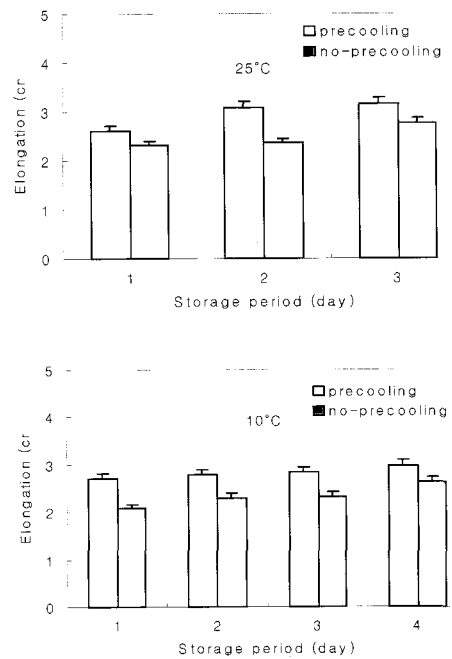 5
precooling
no-precooling
4
25°C
3
2
1
0
Elongation (cr
1 2 3
Storage period (day)
5
precooling
no-precooling
4
10°C
3
2
1
0
Elongation (cr
1 2 3 4
Storage period (day)